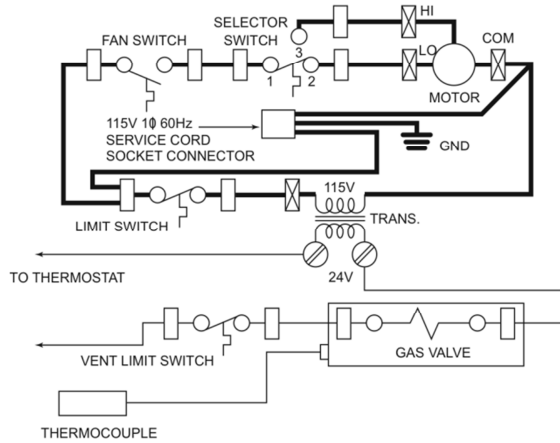 HI
SELECTOR
SWITCH
FAN SWITCH
3
LO
COM
1
2
MOTOR
115V 1ϕ 60Hz
SERVICE CORD
SOCKET CONNECTOR
GND
115V
LIMIT SWITCH
TRANS.
TO THERMOSTAT
24V
VENT LIMIT SWITCH
GAS VALVE
THERMOCOUPLE